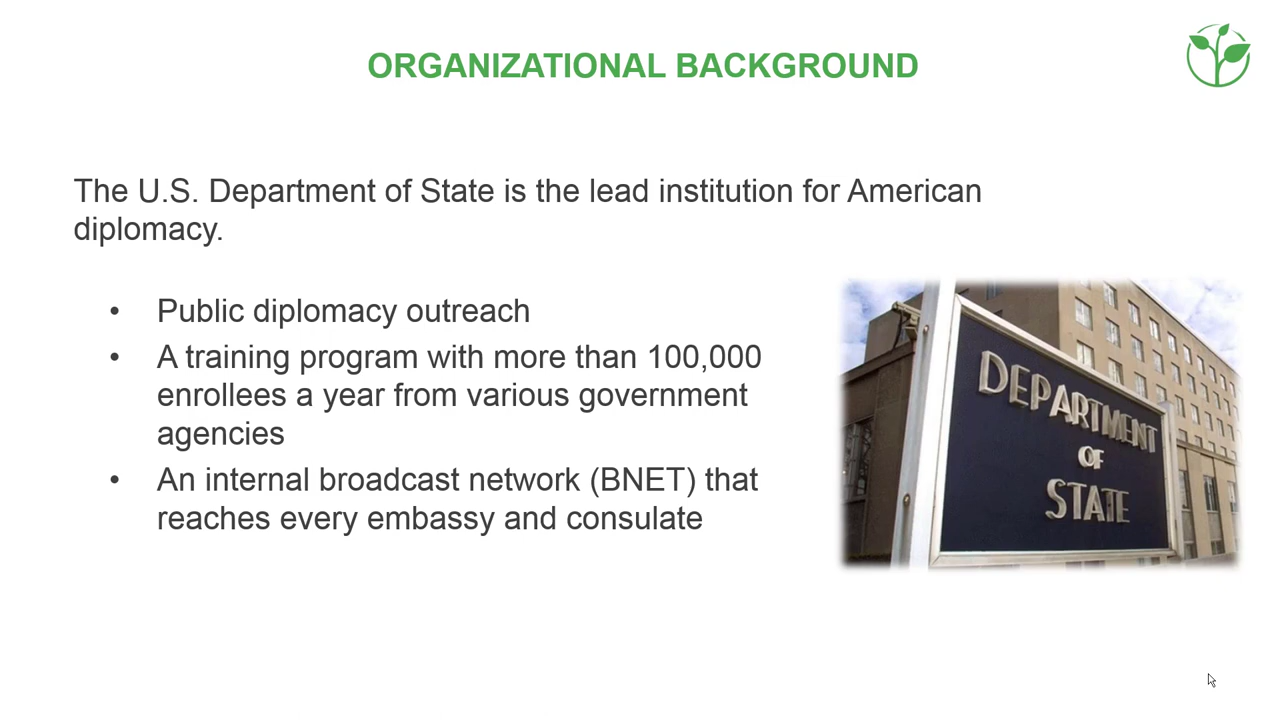 ORGANIZATIONAL BACKGROUND
The U.S. Department of State is the lead institution for American
diplomacy.
• Public diplomacy outreach
• A training program with more than 100,000
enrollees a year from various government
agencies
• An internal broadcast network (BNET) that
reaches every embassy and consulate
DEPARTMENT
OF
STATE